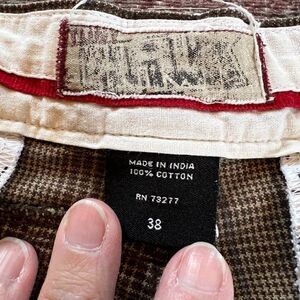 MADE IN INDIA
100% COTTON
RN 73277
38